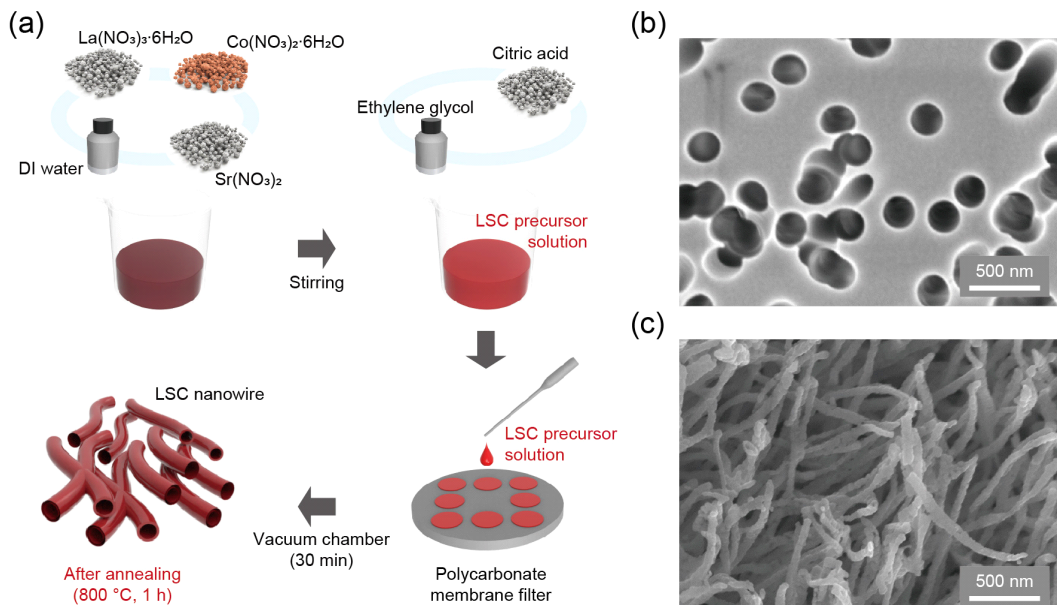 (a)
La(NO₃)₃·6H₂O
Co(NO₃)₂·6H₂O
DI water
Sr(NO₃)₂
Stirring
Citric acid
Ethylene glycol
LSC precursor
solution
LSC precursor
solution
Polycarbonate
membrane filter
Vacuum chamber
(30 min)
LSC nanowire
After annealing
(800 °C, 1 h)
(b)
500 nm
(c)
500 nm